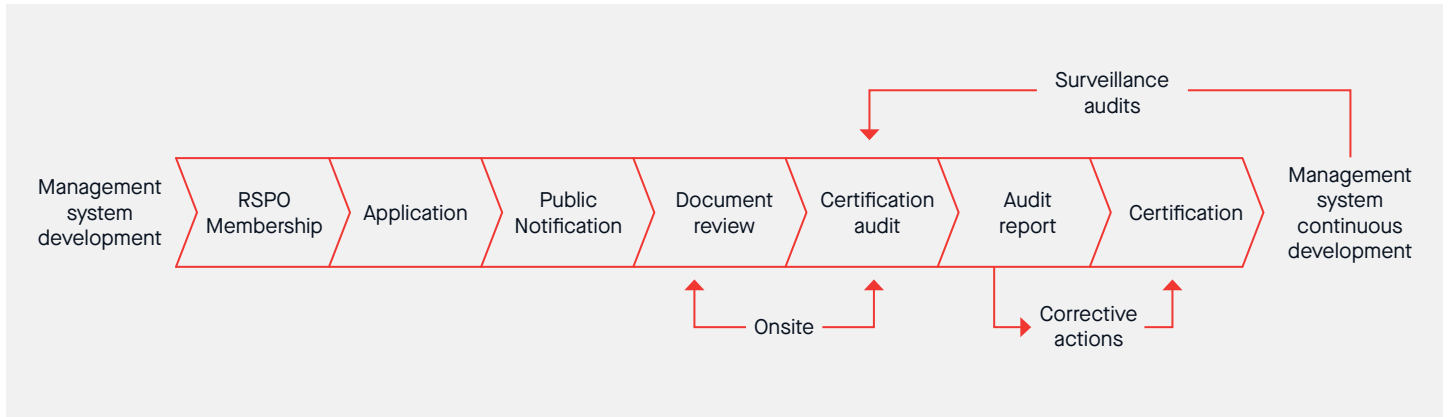 Surveillance
audits
Management
system
development
RSPO
Membership
Application
Public
Notification
Document
review
Certification
audit
Audit
report
Certification
Management
system
continuous
development
Onsite
Corrective
actions